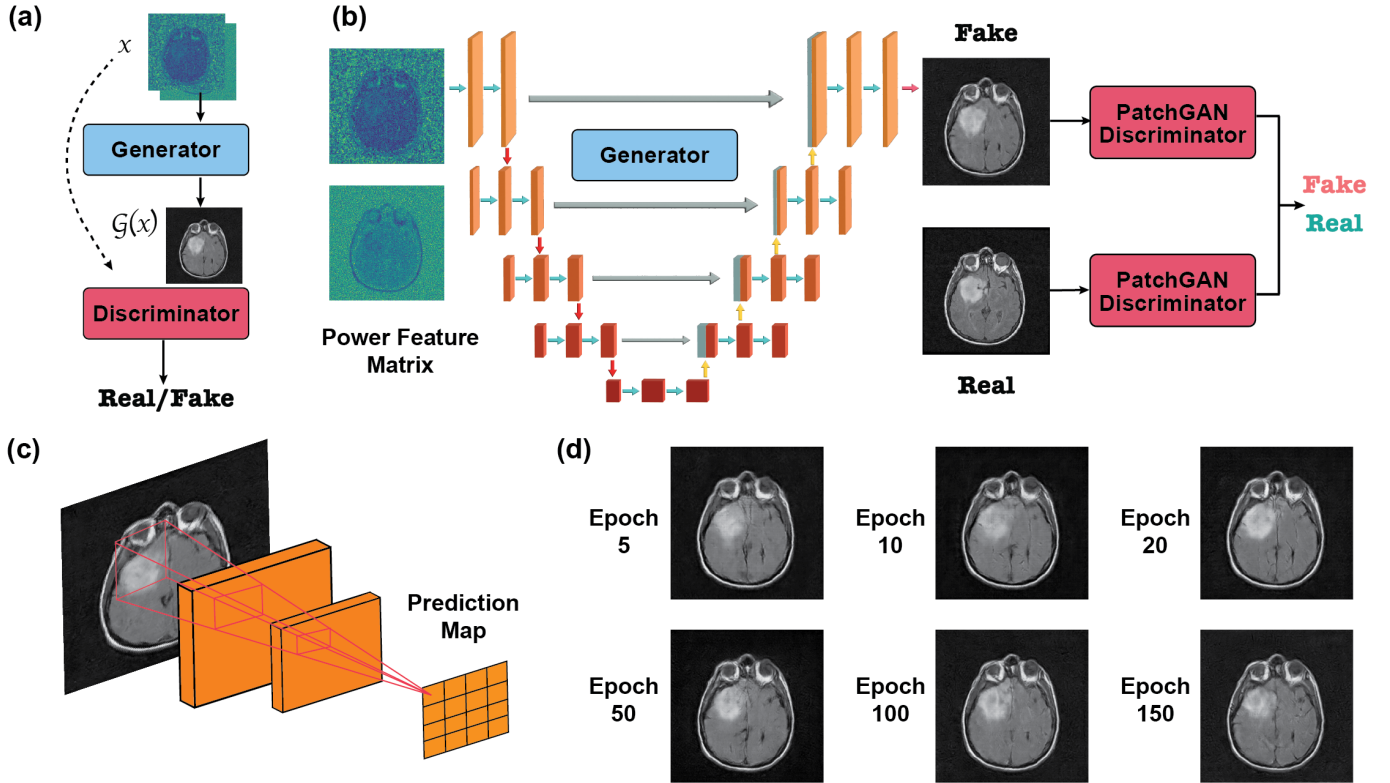 (a)
x
Generator
G(x)
Discriminator
Real/Fake
(b)
Power Feature
Matrix
Generator
Fake
Real
PatchGAN
Discriminator
PatchGAN
Discriminator
Fake
Real
(c)
Prediction
Map
(d)
Epoch
5
Epoch
10
Epoch
20
Epoch
50
Epoch
100
Epoch
150